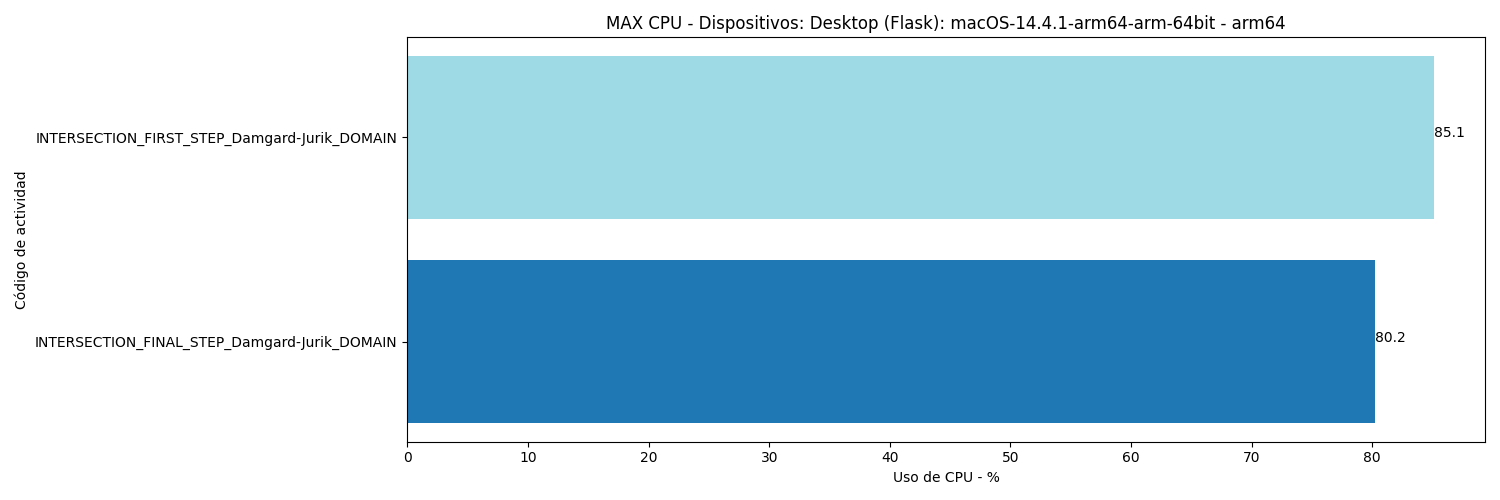 MAX CPU - Dispositivos: Desktop (Flask): macOS-14.4.1-arm64-arm-64bit - arm64
Código de actividad
INTERSECTION_FIRST_STEP_Damgard-Jurik_DOMAIN
85.1
INTERSECTION_FINAL_STEP_Damgard-Jurik_DOMAIN
80.2
0 10 20 30 40 50 60 70 80
Uso de CPU - %